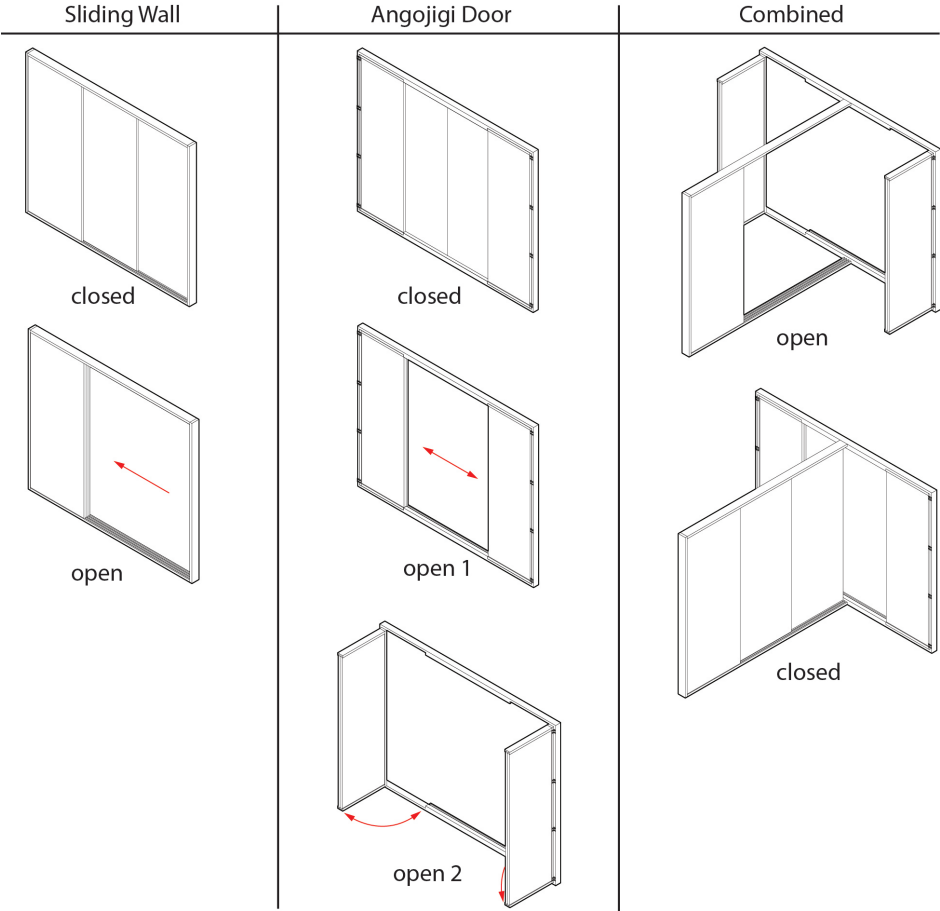 Sliding Wall
Angojigi Door
Combined
closed
open
closed
open 1
open 2
open
closed